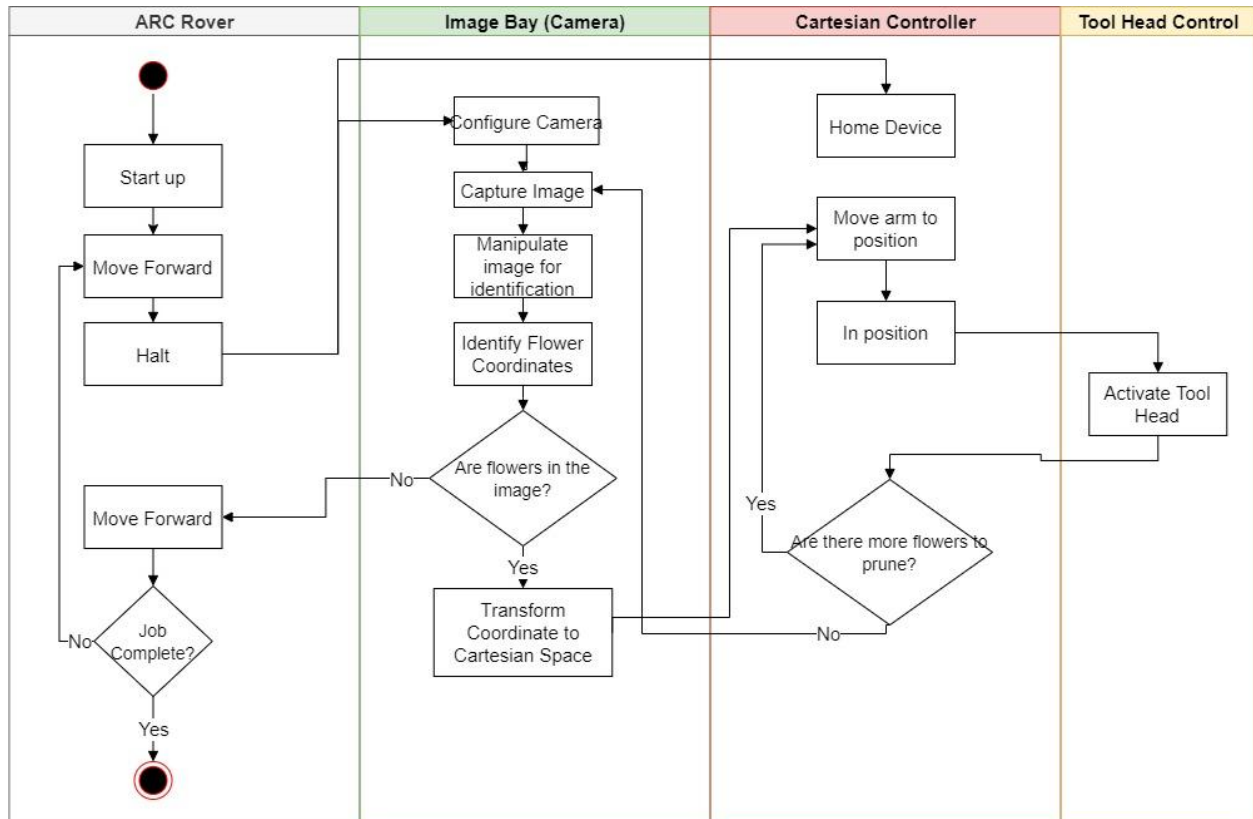 ARC Rover
Image Bay (Camera)
Cartesian Controller
Tool Head Control
Start up
Move Forward
Halt
Move Forward
Job
Complete?
No
Yes
Configure Camera
Capture Image
Manipulate
image for
identification
Identify Flower
Coordinates
Are flowers in the
image?
No
Yes
Transform
Coordinate to
Cartesian Space
Home Device
Move arm to
position
In position
Yes
Are there more flowers to
prune?
No
Activate Tool
Head